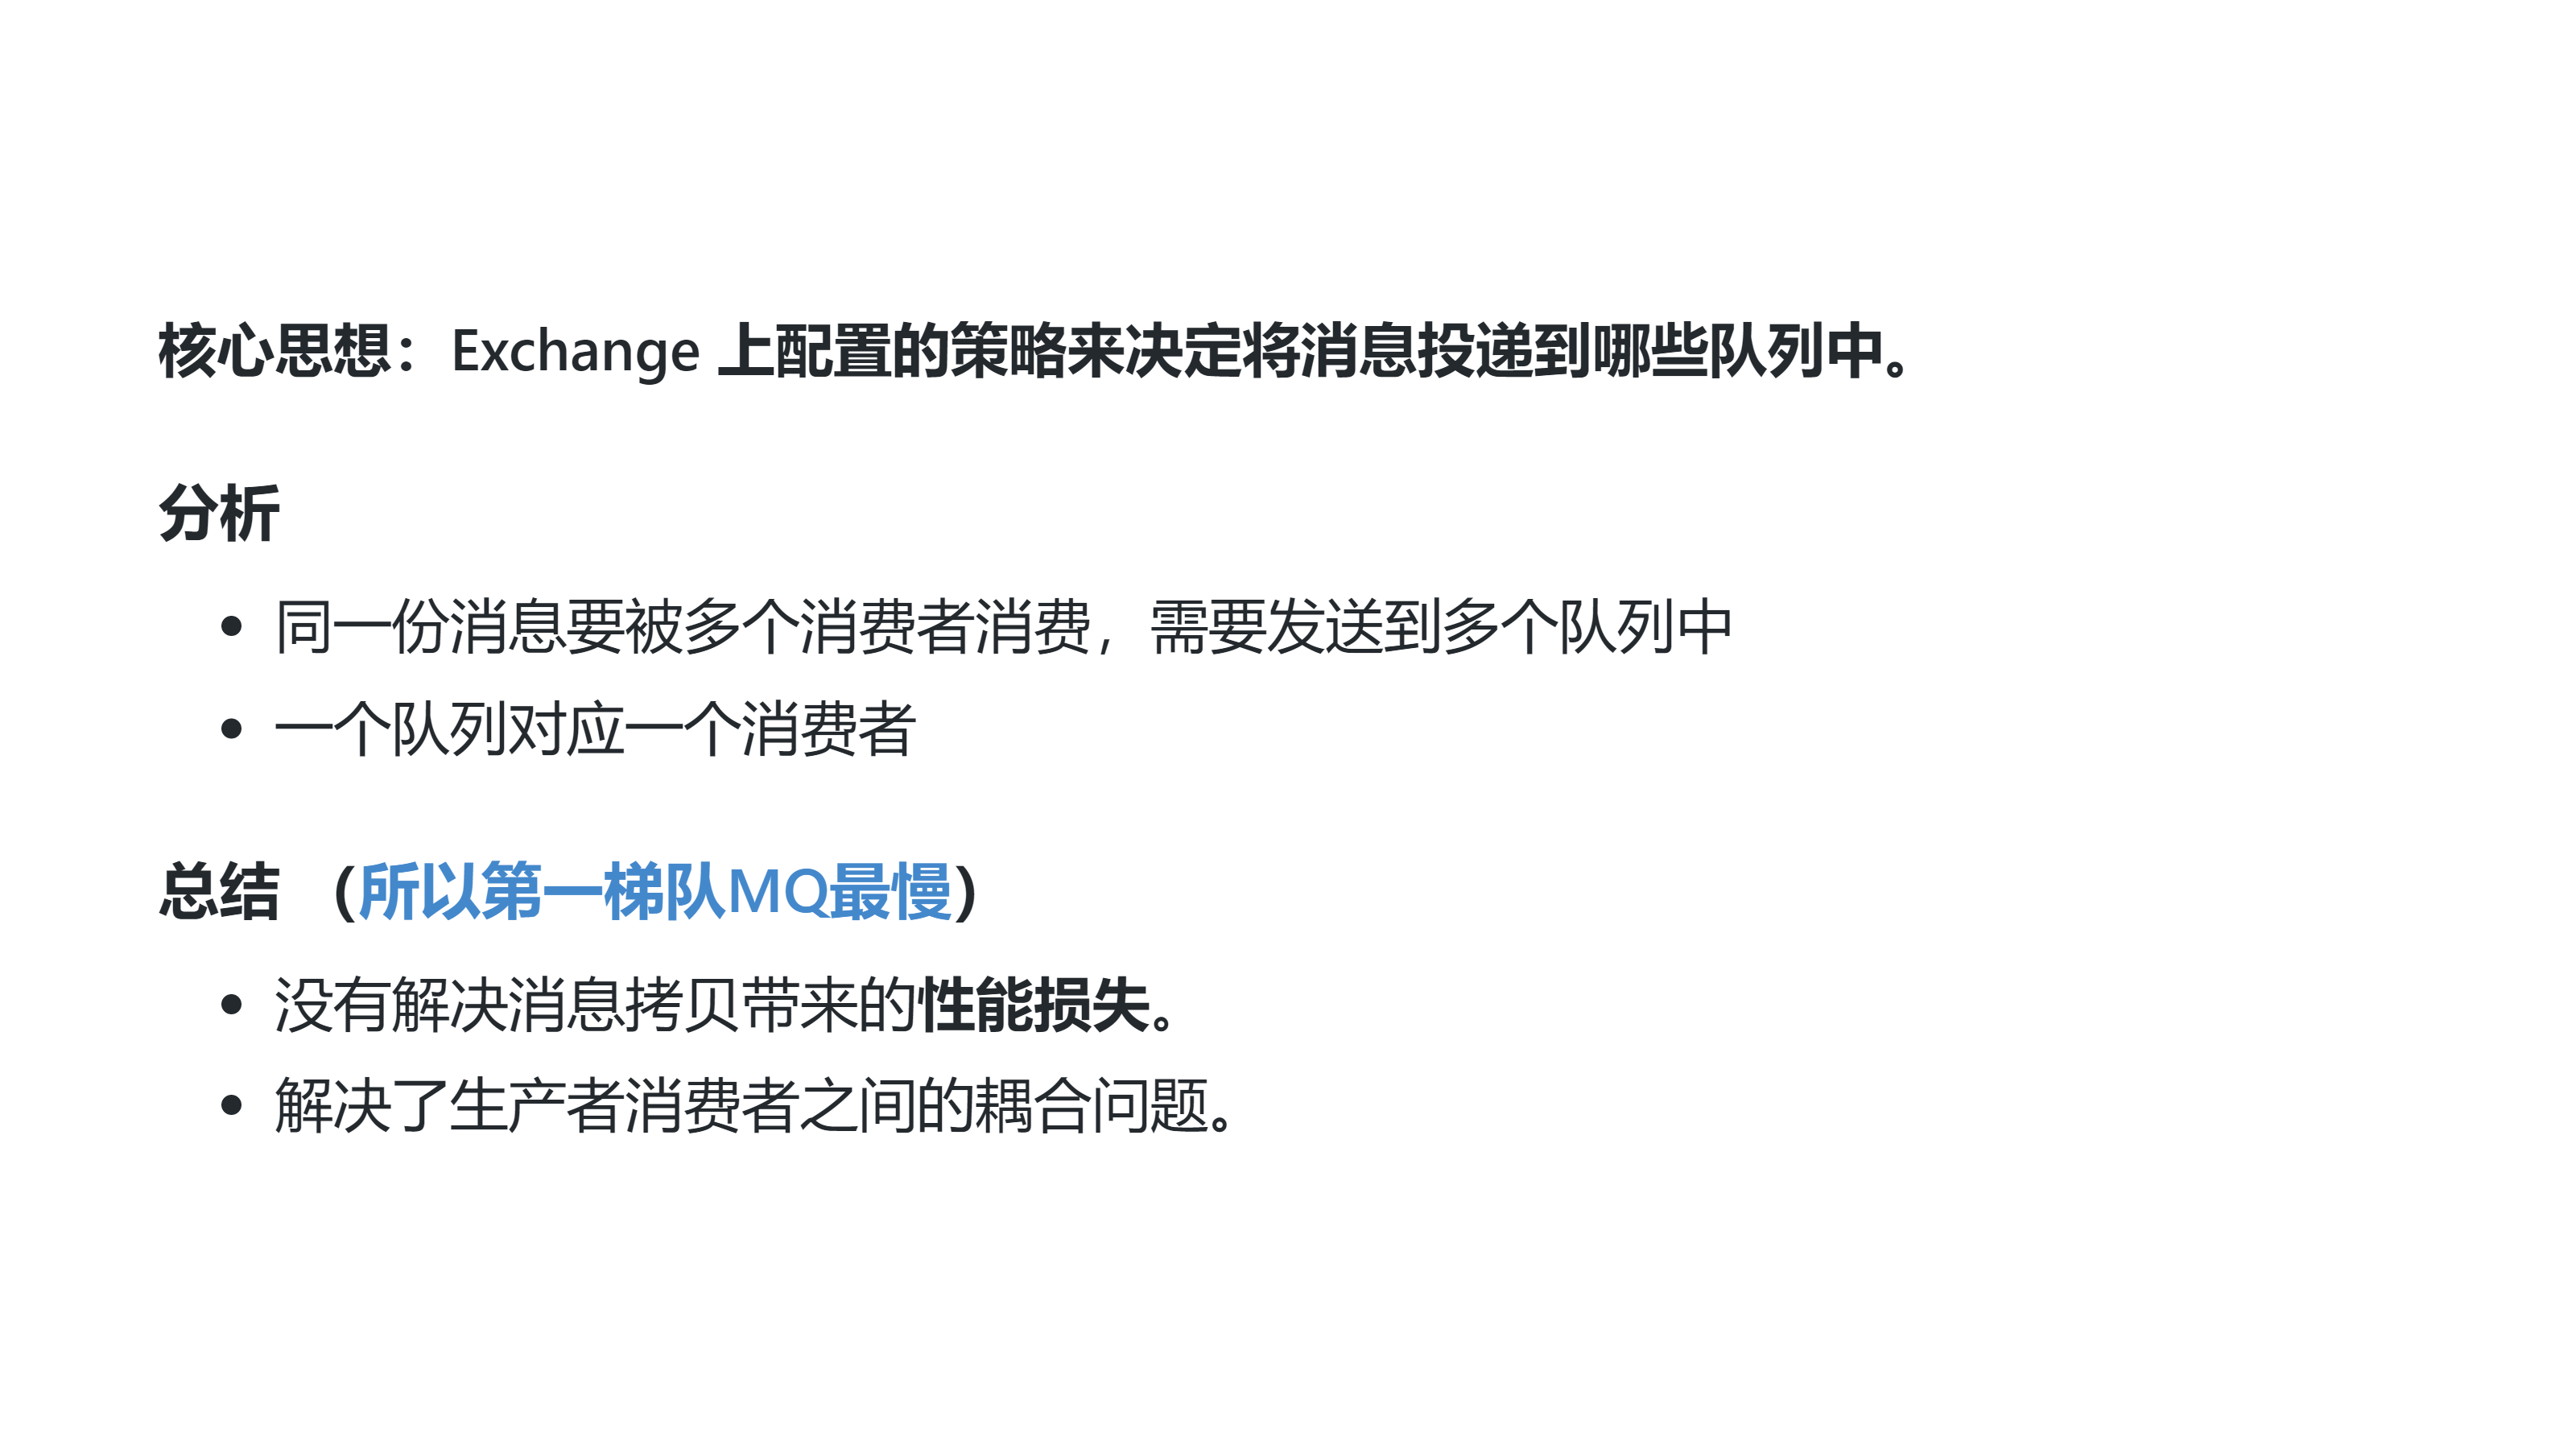 核心思想：Exchange 上配置的策略来决定将消息投递到哪些队列中。
分析
• 同一份消息要被多个消费者消费，需要发送到多个队列中
• 一个队列对应一个消费者
总结 （所以第一梯队MQ最慢）
• 没有解决消息拷贝带来的性能损失。
• 解决了生产者消费者之间的耦合问题。